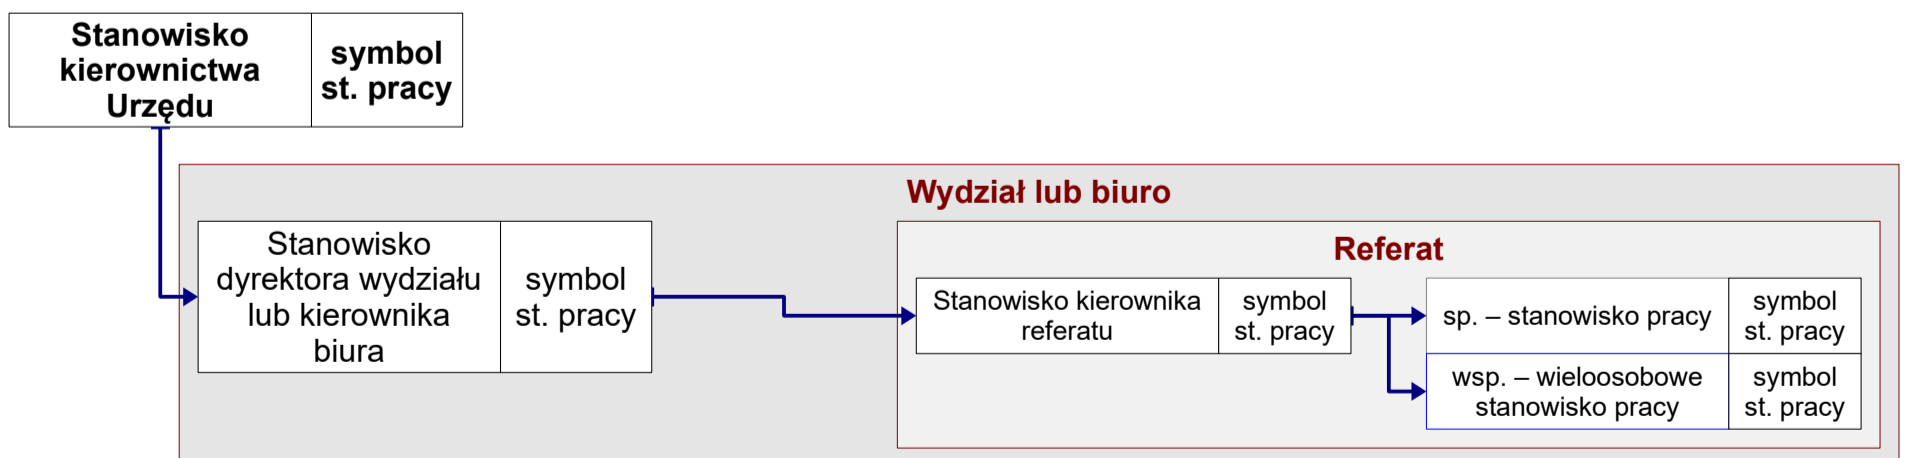 Stanowisko
kierownictwa
Urzędu
symbol
st. pracy
Wydział lub biuro
Stanowisko
dyrektora wydziału
lub kierownika
biura
symbol
st. pracy
Referat
Stanowisko kierownika
referatu
symbol
st. pracy
sp. – stanowisko pracy
symbol
st. pracy
wsp. – wieloosobowe
stanowisko pracy
symbol
st. pracy